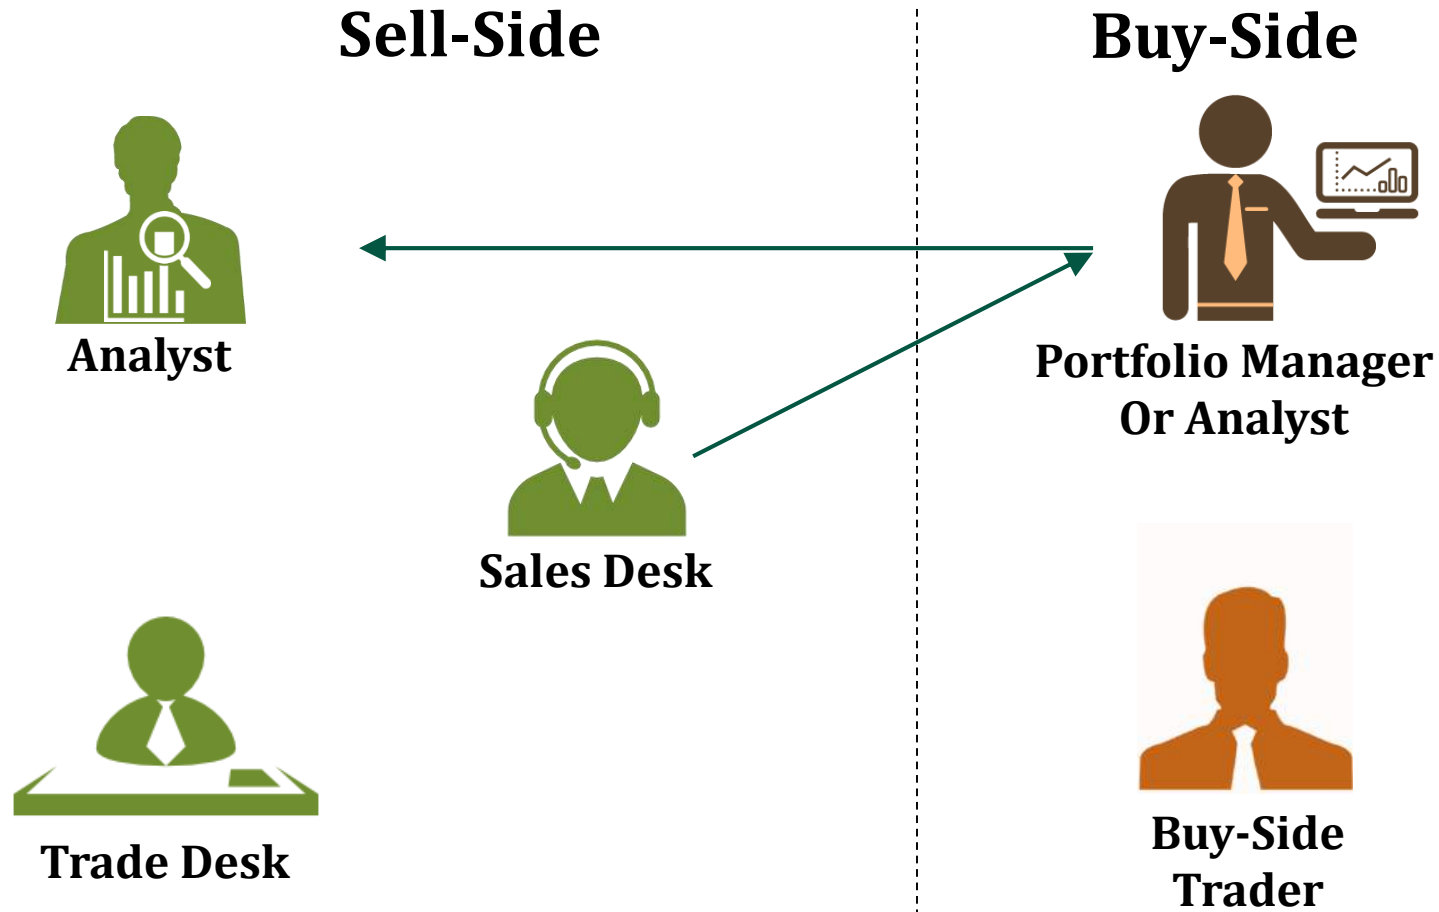 Sell-Side
Buy-Side
Analyst
Portfolio Manager
Or Analyst
Sales Desk
Trade Desk
Buy-Side
Trader